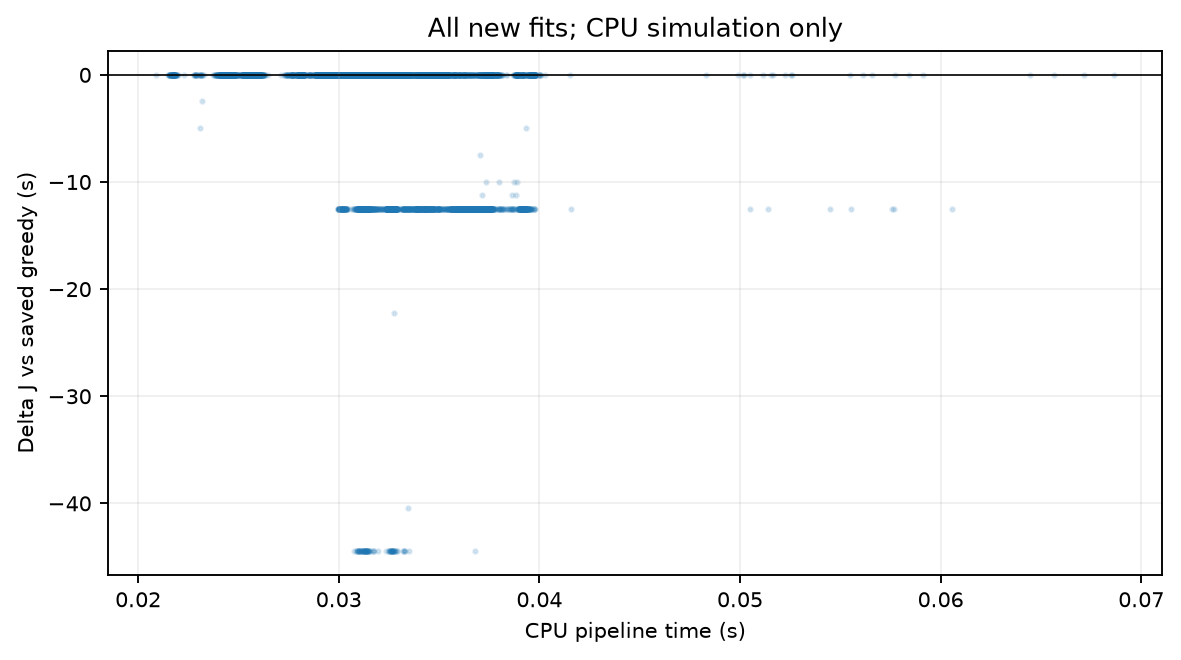 All new fits; CPU simulation only
Delta J vs saved greedy (s)
0
−10
−20
−30
−40
0.02 0.03 0.04 0.05 0.06 0.07
CPU pipeline time (s)